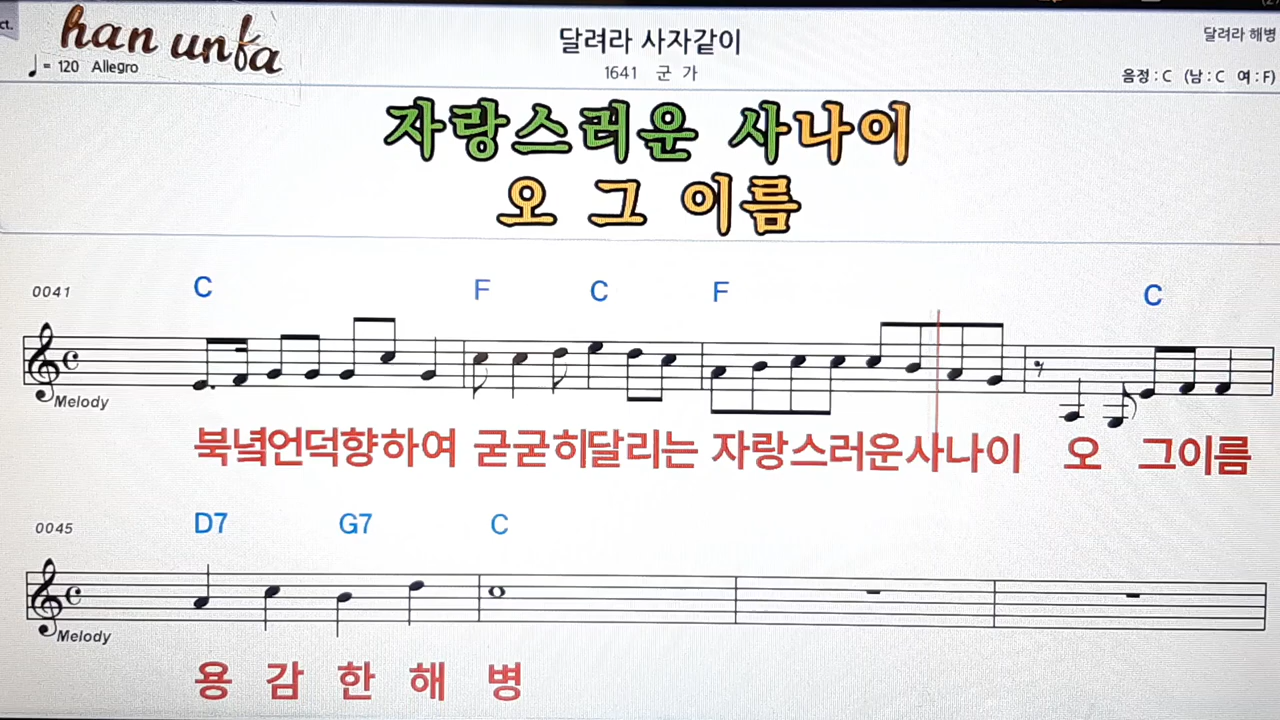 ct.
han unfa
♩ = 120 Allegro
달려라 사자같이
1641 군 가
달려라 해병
음정 : C (남 : C 여 : F)
자랑스러운 사나이
오 그 이름
0041
C F C F C
Melody
북녘언덕향하여 굳굳히달리는 자랑스러운사나이 오 그이름
0045
D7 G7 C
Melody
용 감 한 해 병